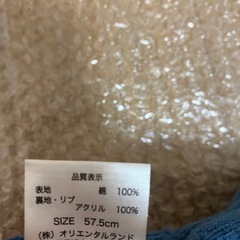 品質表示
表地 綿 100%
裏地・リブ
アクリル 100%
SIZE 57.5cm
(株)オリエンタルランド